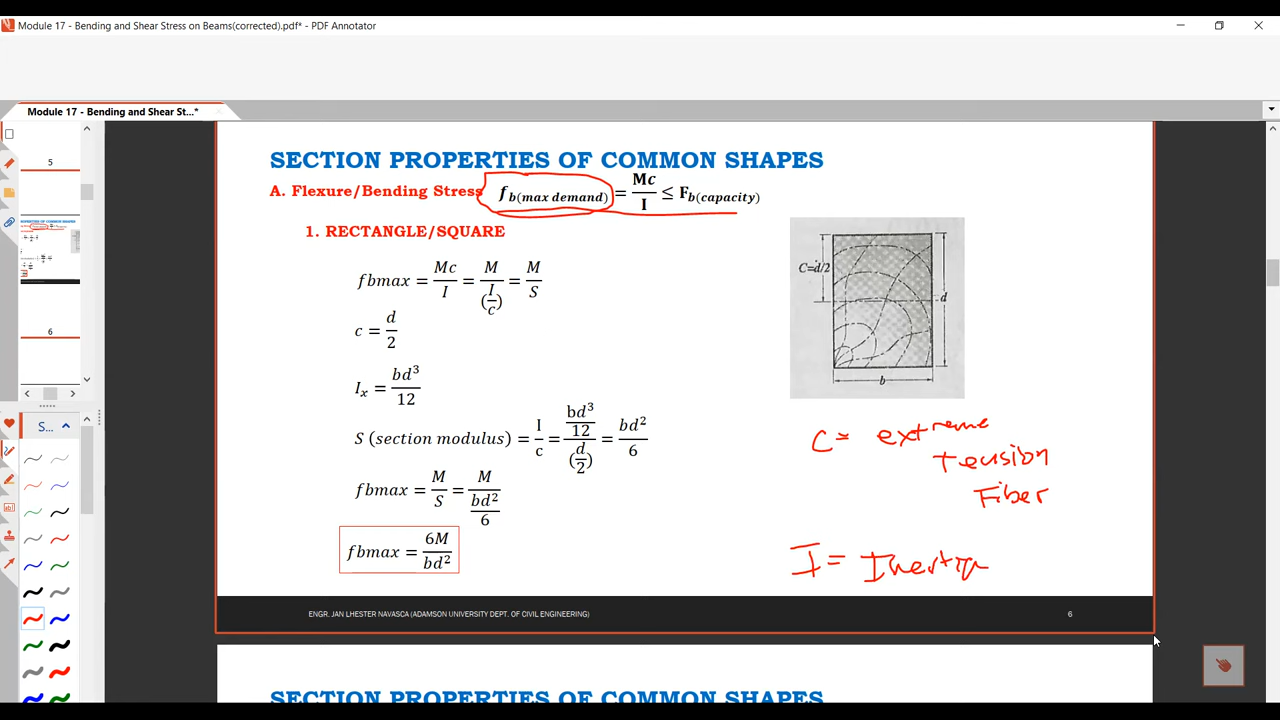 Module 17 - Bending and Shear Stress on Beams(corrected).pdf* - PDF Annotator
Module 17 - Bending and Shear St...*
5
6
S...
SECTION PROPERTIES OF COMMON SHAPES
A. Flexure/Bending Stress f b(max demand) = Mc/I ≤ F b(capacity)
1. RECTANGLE/SQUARE
fbmax = Mc/I = M/(I/c) = M/S
c = d/2
I_x = bd³/12
S (section modulus) = I/c = (bd³/12)/(d/2) = bd²/6
fbmax = M/S = M/(bd²/6)
fbmax = 6M/bd²
C=d/2
d
b
C= extreme
Tension
Fiber
I = Inertia
ENGR. JAN LHESTER NAVASCA (ADAMSON UNIVERSITY DEPT. OF CIVIL ENGINEERING)
6
SECTION PROPERTIES OF COMMON SHAPES